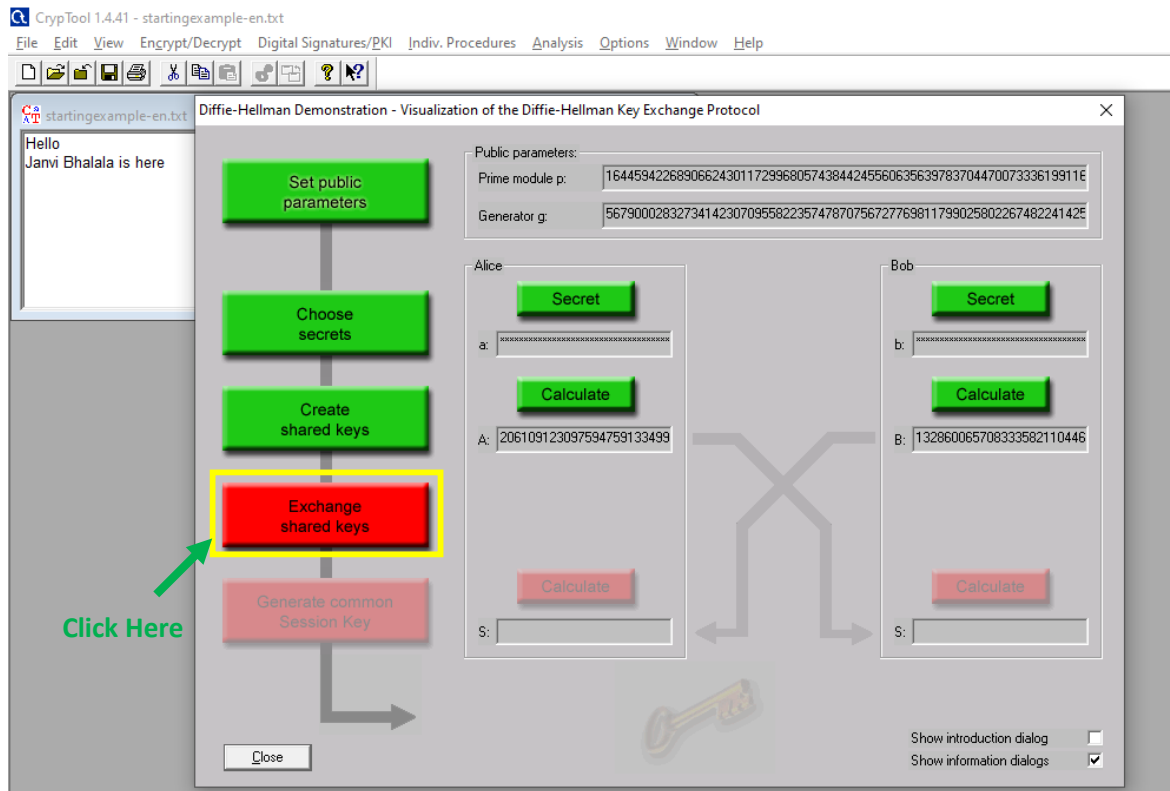 CrypTool 1.4.41 - startingexample-en.txt
File Edit View Encrypt/Decrypt Digital Signatures/PKI Indiv. Procedures Analysis Options Window Help
startingexample-en.txt
Hello
Janvi Bhalala is here
Diffie-Hellman Demonstration - Visualization of the Diffie-Hellman Key Exchange Protocol
Set public
parameters
Choose
secrets
Create
shared keys
Exchange
shared keys
Generate common
Session Key
Click Here
Public parameters:
Prime module p: 16445942268906624301172996805743844245560635639783704470073336199116
Generator g: 56790002832734142307095582235747870756727769811799025802267482241425
Alice
Secret
a: ************************************
Calculate
A: 206109123097594759133499
Calculate
S:
Bob
Secret
b: ************************************
Calculate
B: 132860065708333582110446
Calculate
S:
Close
Show introduction dialog
Show information dialogs